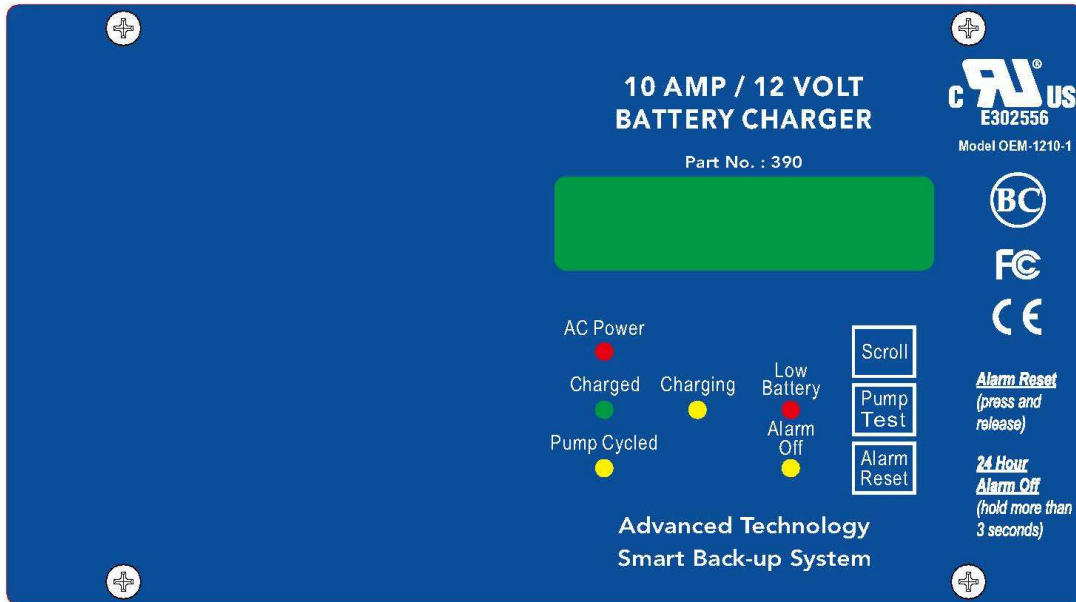 10 AMP / 12 VOLT
BATTERY CHARGER
Part No. : 390
C RU ® US
E302556
Model OEM-1210-1
BC
FC
CE
AC Power
Charged
Charging
Low
Battery
Pump Cycled
Alarm
Off
Scroll
Pump
Test
Alarm
Reset
Alarm Reset
(press and
release)
24 Hour
Alarm Off
(hold more than
3 seconds)
Advanced Technology
Smart Back-up System